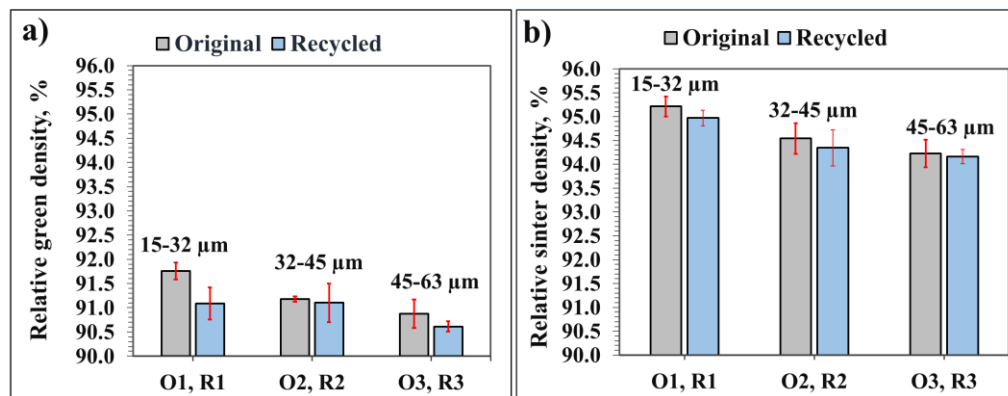 a)
Original Recycled
Relative green density, %
96.0
95.5
95.0
94.5
94.0
93.5
93.0
92.5
92.0
91.5
91.0
90.5
90.0
15-32 µm
32-45 µm
45-63 µm
O1, R1 O2, R2 O3, R3
b)
Original Recycled
Relative sinter density, %
96.0
95.5
95.0
94.5
94.0
93.5
93.0
92.5
92.0
91.5
91.0
90.5
90.0
15-32 µm
32-45 µm
45-63 µm
O1, R1 O2, R2 O3, R3